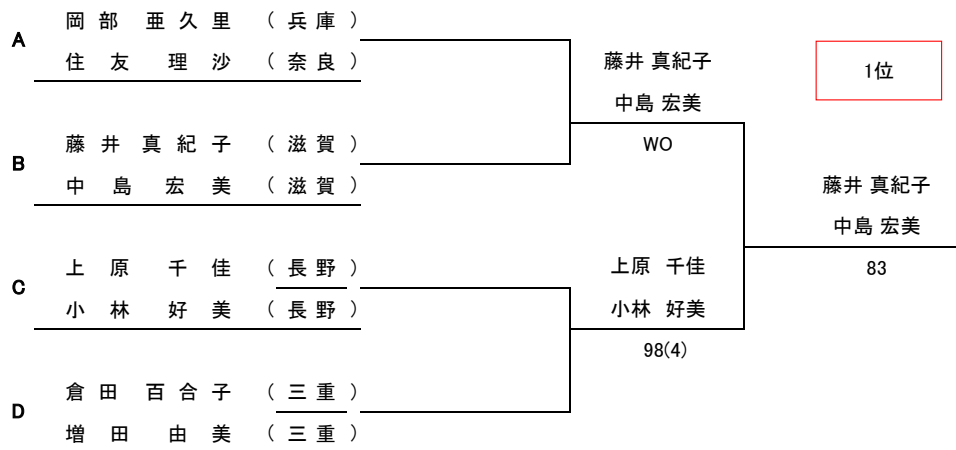 A
岡部 亜久里 (兵庫)
住友 理沙 (奈良)
B
藤井 真紀子 (滋賀)
中島 宏美 (滋賀)
C
上原 千佳 (長野)
小林 好美 (長野)
D
倉田 百合子 (三重)
増田 由美 (三重)
藤井 真紀子
中島 宏美
WO
上原 千佳
小林 好美
98(4)
1位
藤井 真紀子
中島 宏美
83